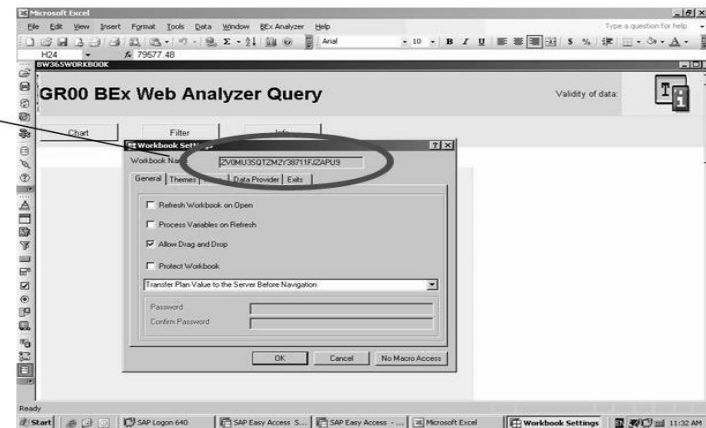 Microsoft Excel
File Edit View Insert Format Tools Data Window BEx Analyzer Help Type a question for help
Arial 10 B I U $ %
H24 fx 79577.48
BW365WORKBOOK
GR00 BEx Web Analyzer Query Validity of data:
Chart Filter Info
Workbook Settings
Workbook Name
General Themes Data Provider Exits
Refresh Workbook on Open
Process Variables on Refresh
Allow Drag and Drop
Protect Workbook
Transfer Plan Value to the Server Before Navigation
Password
Confirm Password
OK Cancel No Macro Access
Ready
Start SAP Logon 640 SAP Easy Access S... SAP Easy Access - ... Microsoft Excel Workbook Settings 11:32 AM